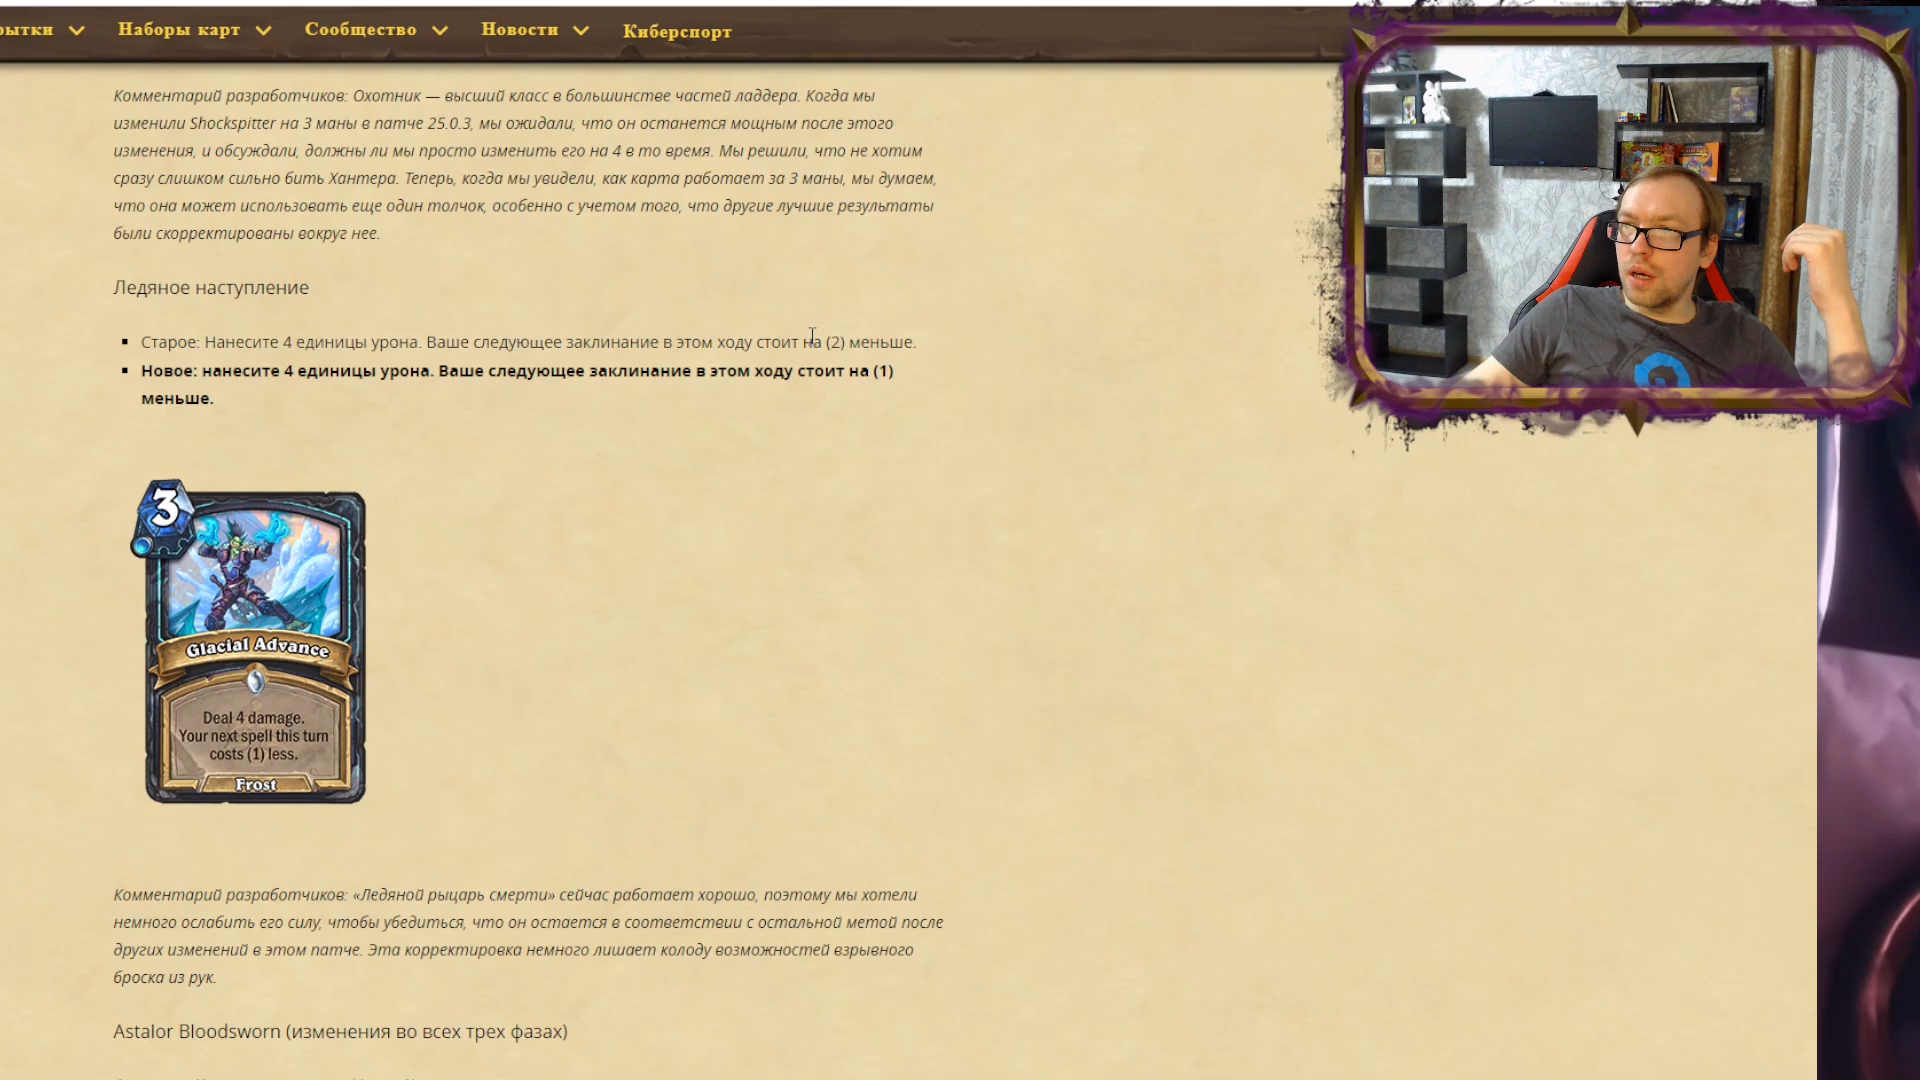 Наборы карт
Сообщество
Новости
Киберспорт
Комментарий разработчиков: Охотник — высший класс в большинстве частей ладдера. Когда мы
изменили Shockspitter на 3 маны в патче 25.0.3, мы ожидали, что он останется мощным после этого
изменения, и обсуждали, должны ли мы просто изменить его на 4 в то время. Мы решили, что не хотим
сразу слишком сильно бить Хантера. Теперь, когда мы увидели, как карта работает за 3 маны, мы думаем,
что она может использовать еще один толчок, особенно с учетом того, что другие лучшие результаты
были скорректированы вокруг нее.
Ледяное наступление
Старое: Нанесите 4 единицы урона. Ваше следующее заклинание в этом ходу стоит на (2) меньше.
Новое: нанесите 4 единицы урона. Ваше следующее заклинание в этом ходу стоит на (1)
меньше.
3
Glacial Advance
Deal 4 damage.
Your next spell this turn
costs (1) less.
Frost
Комментарий разработчиков: «Ледяной рыцарь смерти» сейчас работает хорошо, поэтому мы хотели
немного ослабить его силу, чтобы убедиться, что он остается в соответствии с остальной метой после
других изменений в этом патче. Эта корректировка немного лишает колоду возможностей взрывного
броска из рук.
Astalor Bloodsworn (изменения во всех трех фазах)